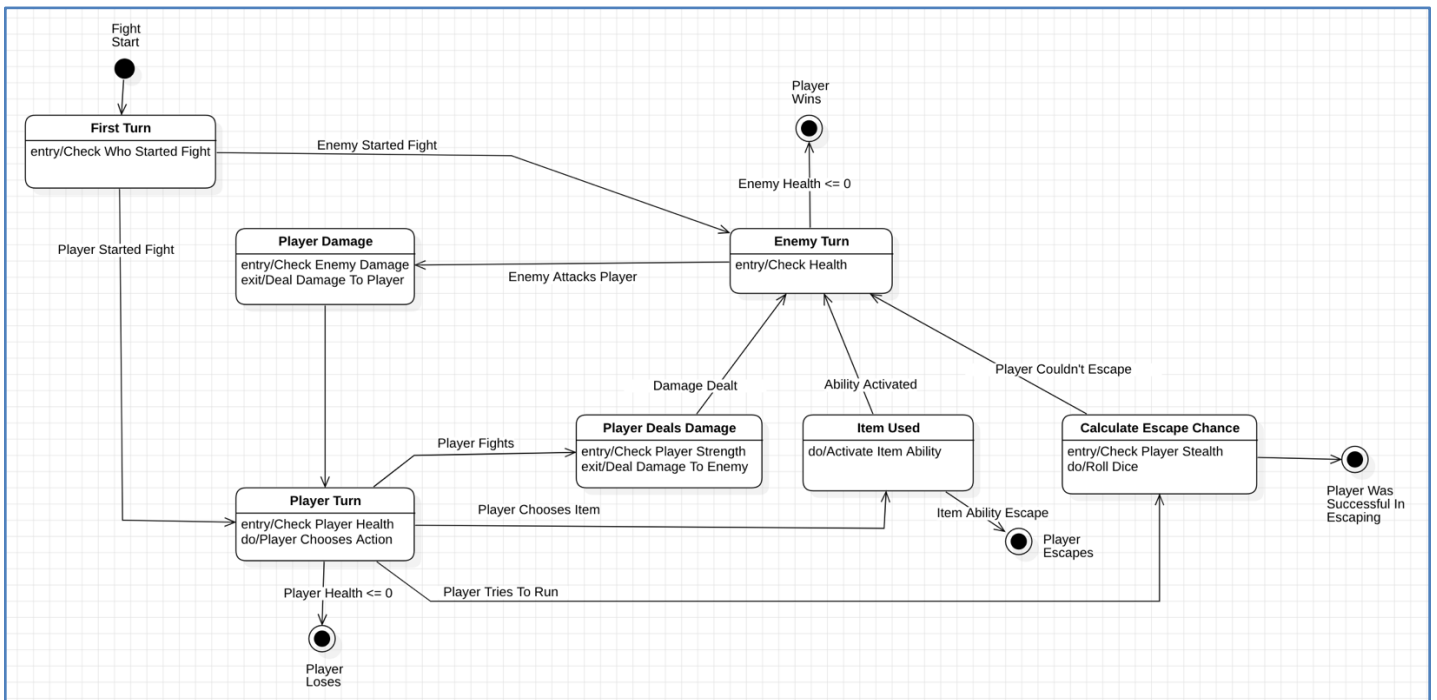 Fight
Start
First Turn
entry/Check Who Started Fight
Enemy Started Fight
Player Started Fight
Player
Wins
Enemy Health <= 0
Enemy Turn
entry/Check Health
Player Damage
entry/Check Enemy Damage
exit/Deal Damage To Player
Enemy Attacks Player
Damage Dealt
Ability Activated
Player Couldn't Escape
Player Fights
Player Deals Damage
entry/Check Player Strength
exit/Deal Damage To Enemy
Item Used
do/Activate Item Ability
Calculate Escape Chance
entry/Check Player Stealth
do/Roll Dice
Player Was
Successful In
Escaping
Player Turn
entry/Check Player Health
do/Player Chooses Action
Player Chooses Item
Item Ability Escape
Player
Escapes
Player Health <= 0
Player Tries To Run
Player
Loses